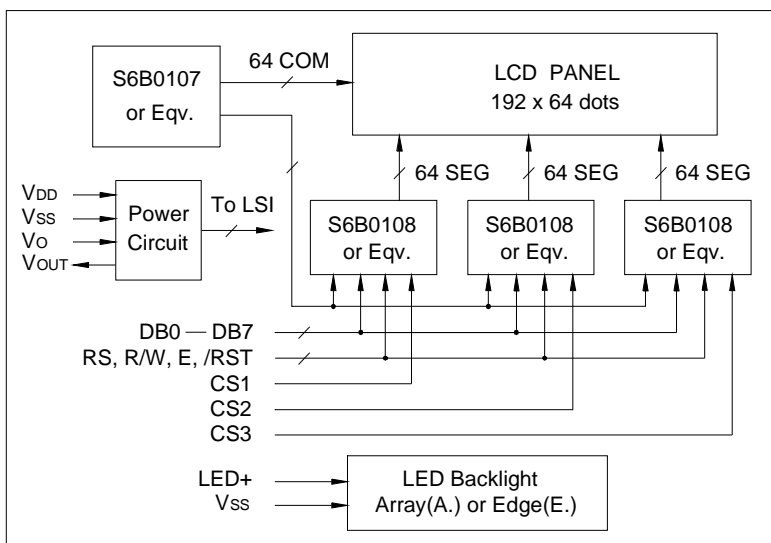 S6B0107
or Eqv.
64 COM
LCD PANEL
192 x 64 dots
64 SEG
64 SEG
64 SEG
VDD
VSS
VO
VOUT
Power
Circuit
To LSI
S6B0108
or Eqv.
S6B0108
or Eqv.
S6B0108
or Eqv.
DB0 — DB7
RS, R/W, E, /RST
CS1
CS2
CS3
LED+
VSS
LED Backlight
Array(A.) or Edge(E.)